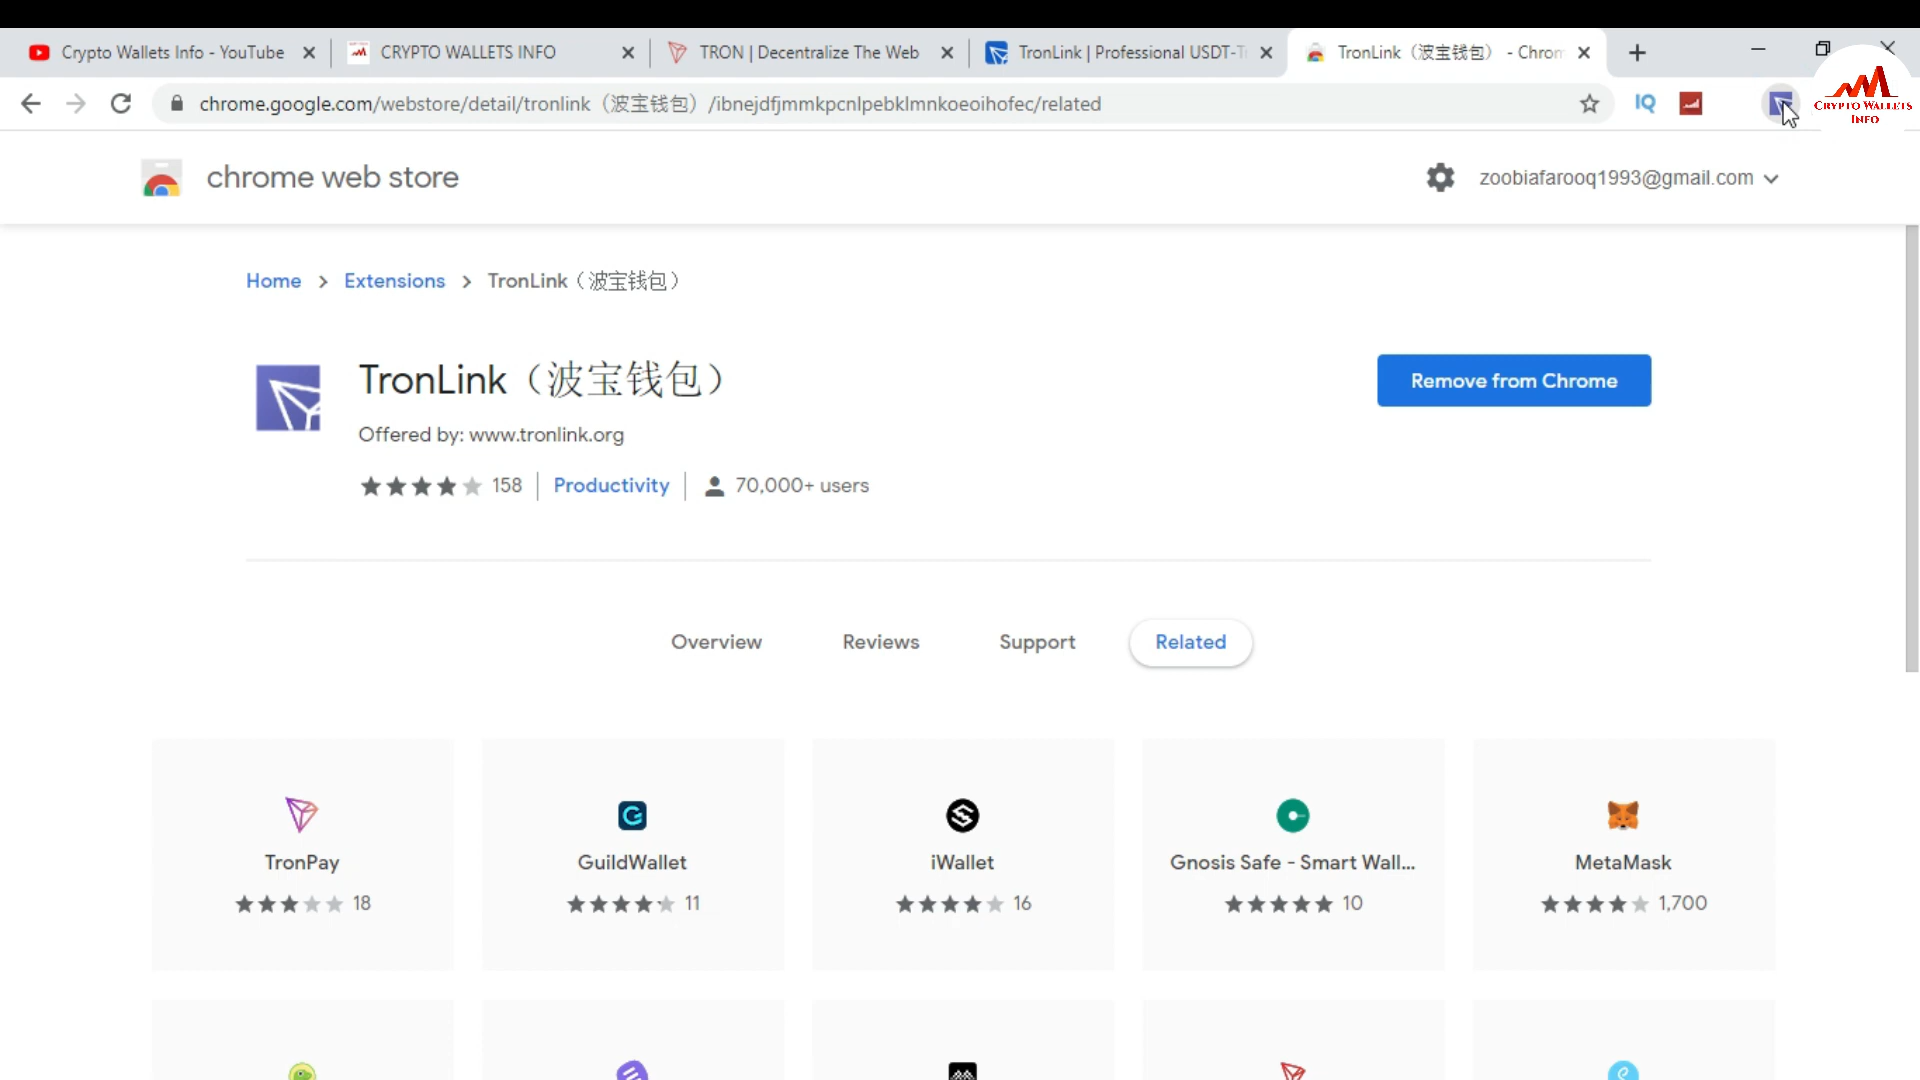 Crypto Wallets Info - YouTube
CRYPTO WALLETS INFO
TRON | Decentralize The Web
TronLink | Professional USDT-T
TronLink（波宝钱包） - Chrom
chrome.google.com/webstore/detail/tronlink（波宝钱包）/ibnejdfjmmkpcnlpebklmnkoeoihofec/related
IQ
CRYPTO WALLETS
INFO
chrome web store
zoobiafarooq1993@gmail.com
Home > Extensions > TronLink（波宝钱包）
TronLink（波宝钱包）
Remove from Chrome
Offered by: www.tronlink.org
158
Productivity
70,000+ users
Overview
Reviews
Support
Related
TronPay
18
GuildWallet
11
iWallet
16
Gnosis Safe - Smart Wall...
10
MetaMask
1,700